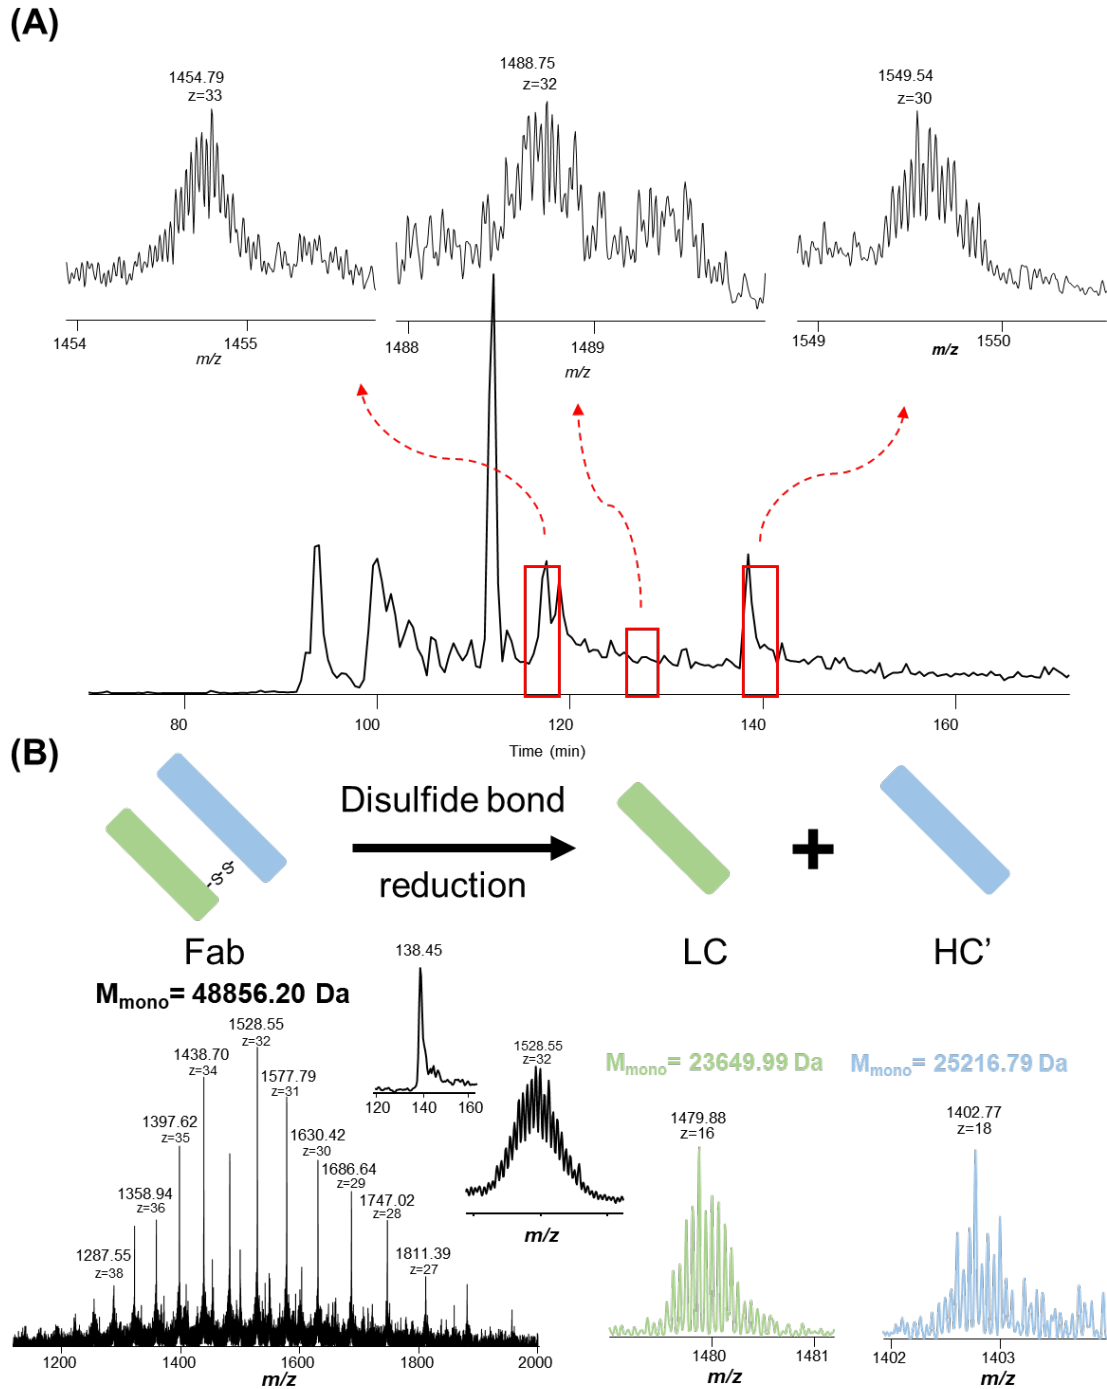 (A)
1454.79
z=33
1488.75
z=32
1549.54
z=30
1454
1455
m/z
1488
1489
m/z
1549
1550
m/z
80
100
120
140
160
Time (min)
(B)
-S-S-
Disulfide bond
reduction
+
Fab
LC
HC’
Mmono= 48856.20 Da
138.45
120 140 160
1528.55
z=32
1438.70
z=34
1577.79
z=31
1397.62
z=35
1630.42
z=30
1358.94
z=36
1686.64
z=29
1747.02
z=28
1287.55
z=38
1811.39
z=27
1200
1400
1600
1800
2000
m/z
1528.55
z=32
m/z
Mmono= 23649.99 Da
1479.88
z=16
1480
1481
m/z
Mmono= 25216.79 Da
1402.77
z=18
1402
1403
m/z